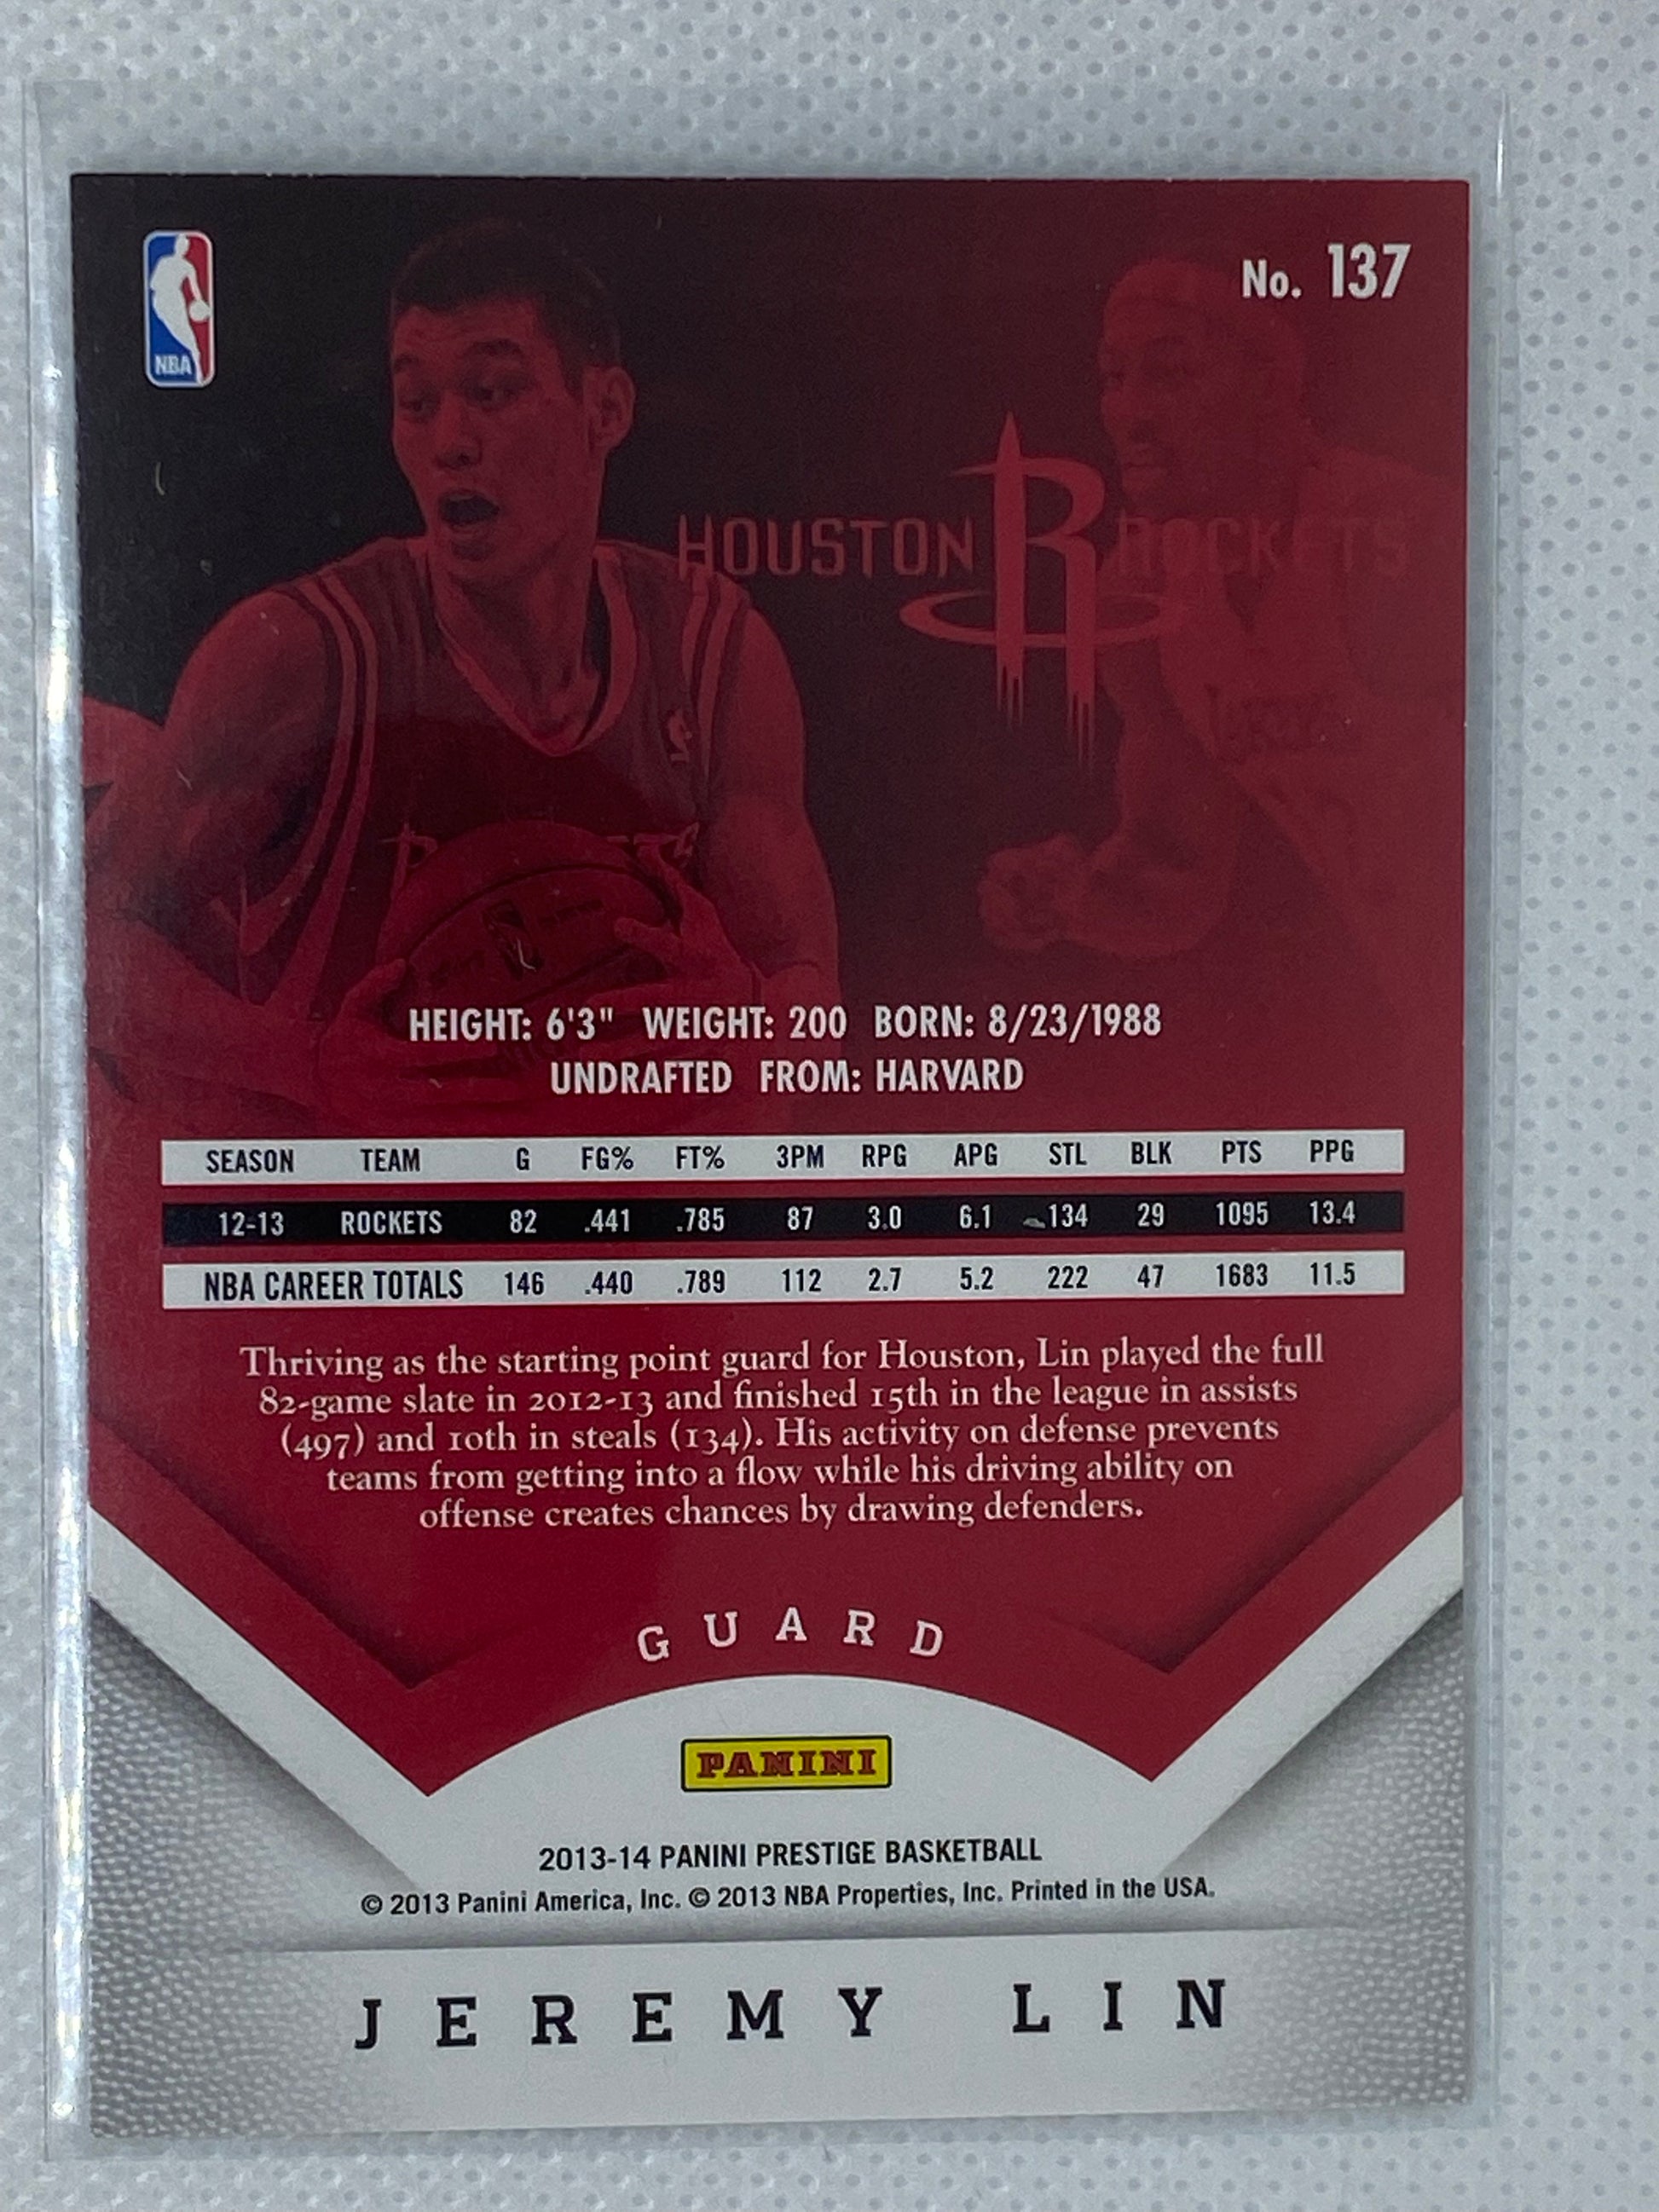 NBA
No. 137
HOUSTON R ROCKETS
HEIGHT: 6'3" WEIGHT: 200 BORN: 8/23/1988
UNDRAFTED FROM: HARVARD
SEASON TEAM G FG% FT% 3PM RPG APG STL BLK PTS PPG
12-13 ROCKETS 82 .441 .785 87 3.0 6.1 134 29 1095 13.4
NBA CAREER TOTALS 146 .440 .789 112 2.7 5.2 222 47 1683 11.5
Thriving as the starting point guard for Houston, Lin played the full
82-game slate in 2012-13 and finished 15th in the league in assists
(497) and 10th in steals (134). His activity on defense prevents
teams from getting into a flow while his driving ability on
offense creates chances by drawing defenders.
GUARD
PANINI
2013-14 PANINI PRESTIGE BASKETBALL
© 2013 Panini America, Inc. © 2013 NBA Properties, Inc. Printed in the USA.
JEREMY LIN